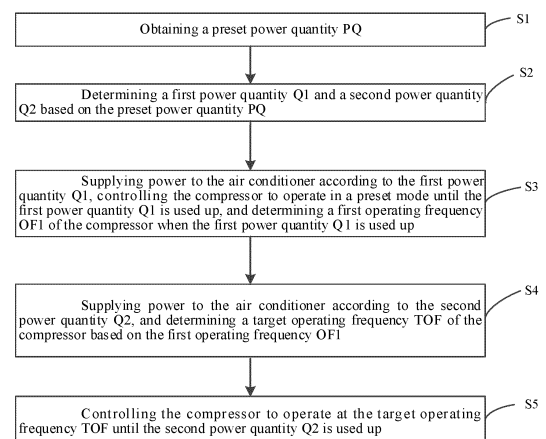 Obtaining a preset power quantity PQ
S1
Determining a first power quantity Q1 and a second power quantity
Q2 based on the preset power quantity PQ
S2
Supplying power to the air conditioner according to the first power
quantity Q1, controlling the compressor to operate in a preset mode until the
first power quantity Q1 is used up, and determining a first operating frequency
OF1 of the compressor when the first power quantity Q1 is used up
S3
Supplying power to the air conditioner according to the second
power quantity Q2, and determining a target operating frequency TOF of the
compressor based on the first operating frequency OF1
S4
Controlling the compressor to operate at the target operating
frequency TOF until the second power quantity Q2 is used up
S5